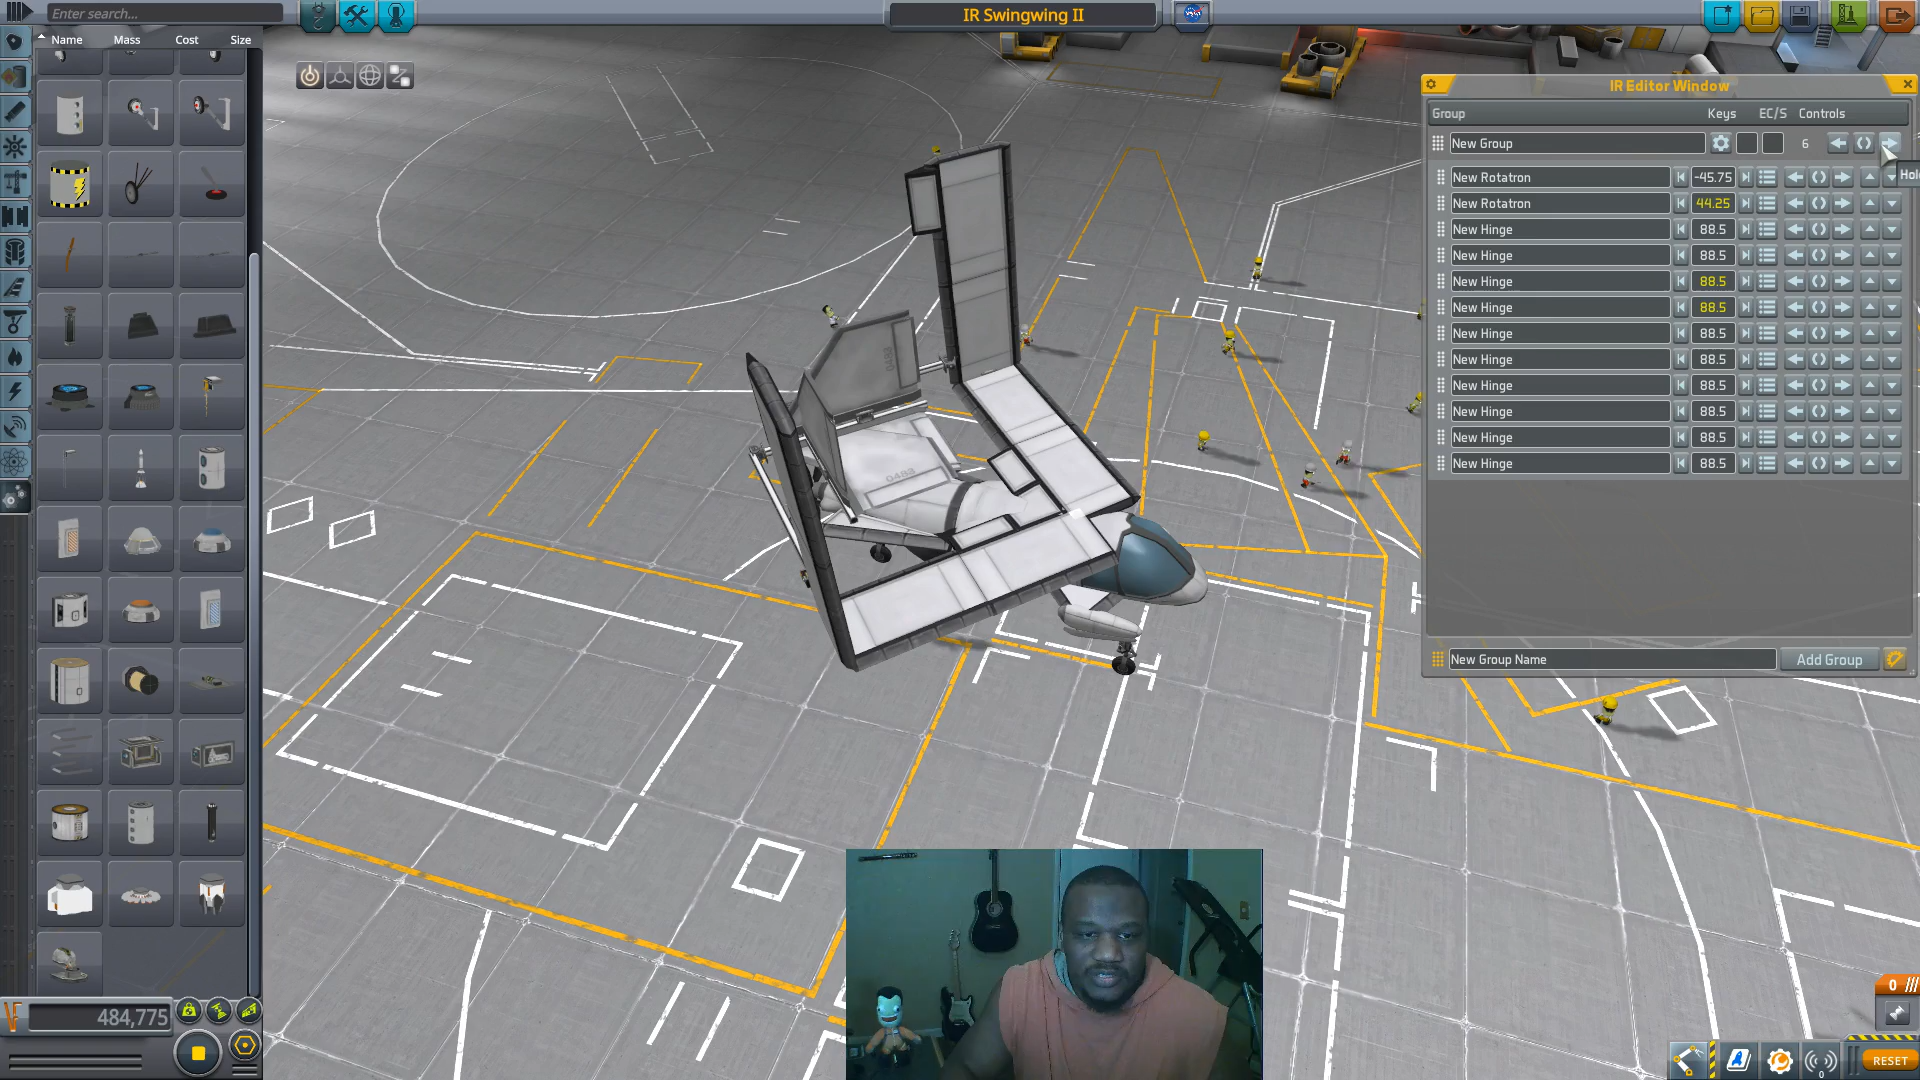 Enter search...
IR Swingwing II
Name Mass Cost Size
IR Editor Window
Group Keys EC/S Controls
New Group 6
Hol
New Rotatron -45.75
New Rotatron 44.25
New Hinge 88.5
New Hinge 88.5
New Hinge 88.5
New Hinge 88.5
New Hinge 88.5
New Hinge 88.5
New Hinge 88.5
New Hinge 88.5
New Hinge 88.5
New Hinge 88.5
New Group Name Add Group
0483
0483
484,775
0
0
RESET